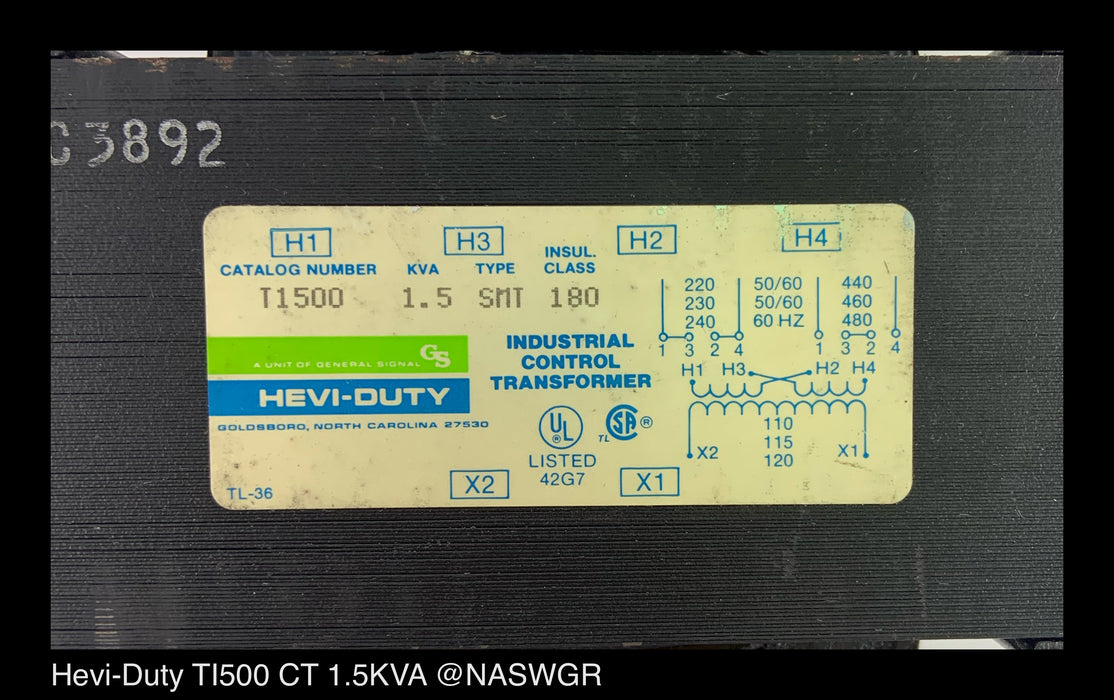 C3892
H1 H3 H2 H4
CATALOG NUMBER KVA TYPE INSUL. CLASS
T1500 1.5 SMT 180
220 50/60 440
230 50/60 460
240 60 HZ 480
1 3 2 4 1 3 2 4
H1 H3 H2 H4
110
115
120
X2 X1
GS
A UNIT OF GENERAL SIGNAL
HEVI-DUTY
GOLDSBORO, NORTH CAROLINA 27530
INDUSTRIAL
CONTROL
TRANSFORMER
UL ® TL SA ®
LISTED
42G7
TL-36
X2 X1
Hevi-Duty TI500 CT 1.5KVA @NASWGR